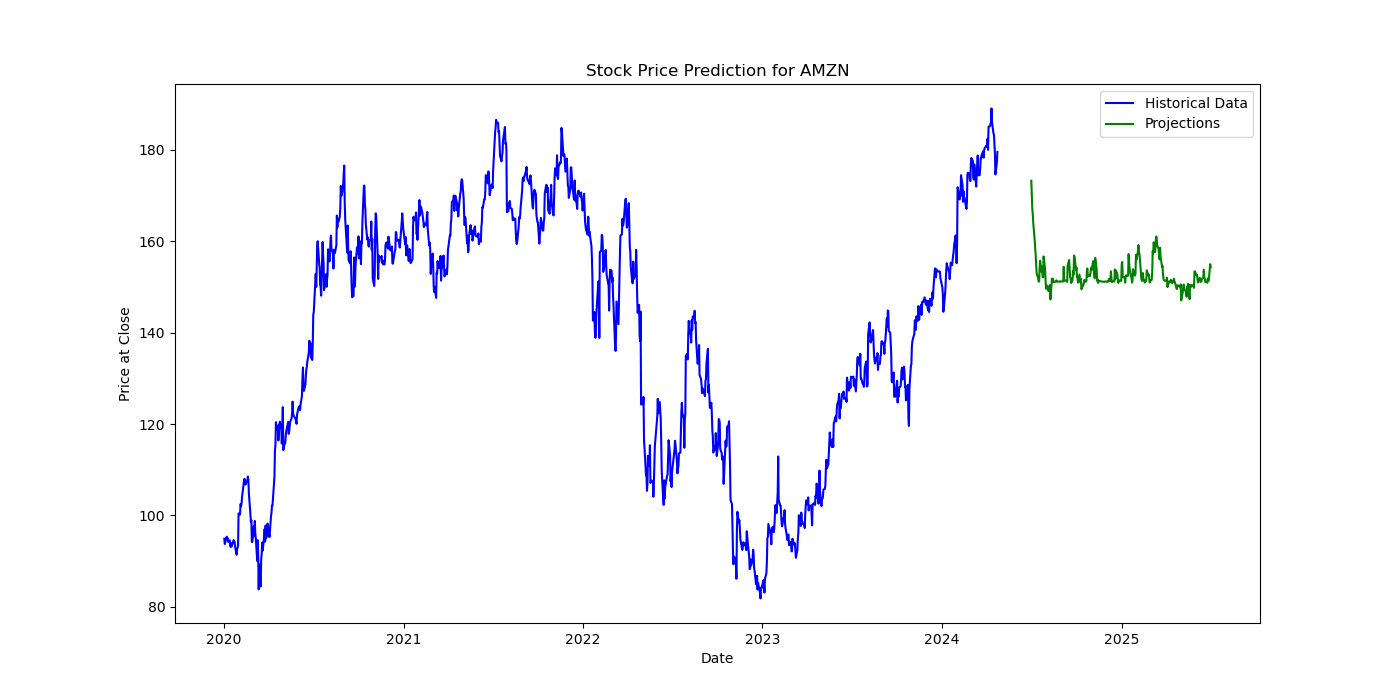 Stock Price Prediction for AMZN
Historical Data
Projections
180
160
140
120
100
80
Price at Close
2020 2021 2022 2023 2024 2025
Date